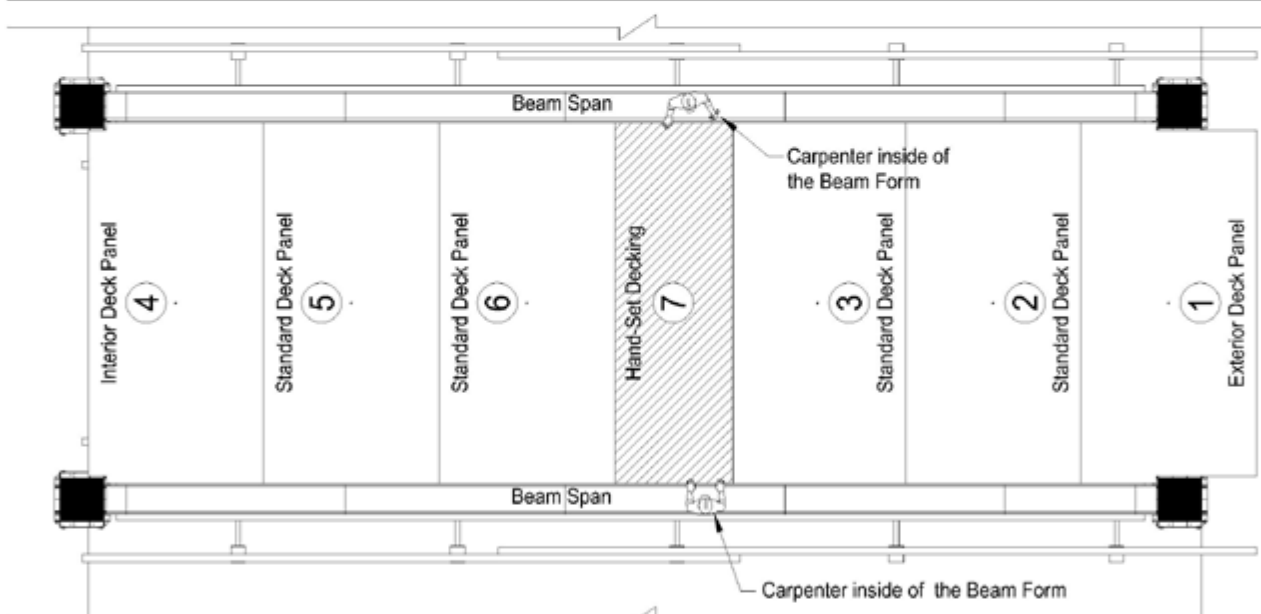 Beam Span
Carpenter inside of
the Beam Form
Interior Deck Panel
4
Standard Deck Panel
5
Standard Deck Panel
6
Hand-Set Decking
7
3
Standard Deck Panel
2
Standard Deck Panel
1
Exterior Deck Panel
Beam Span
Carpenter inside of the Beam Form